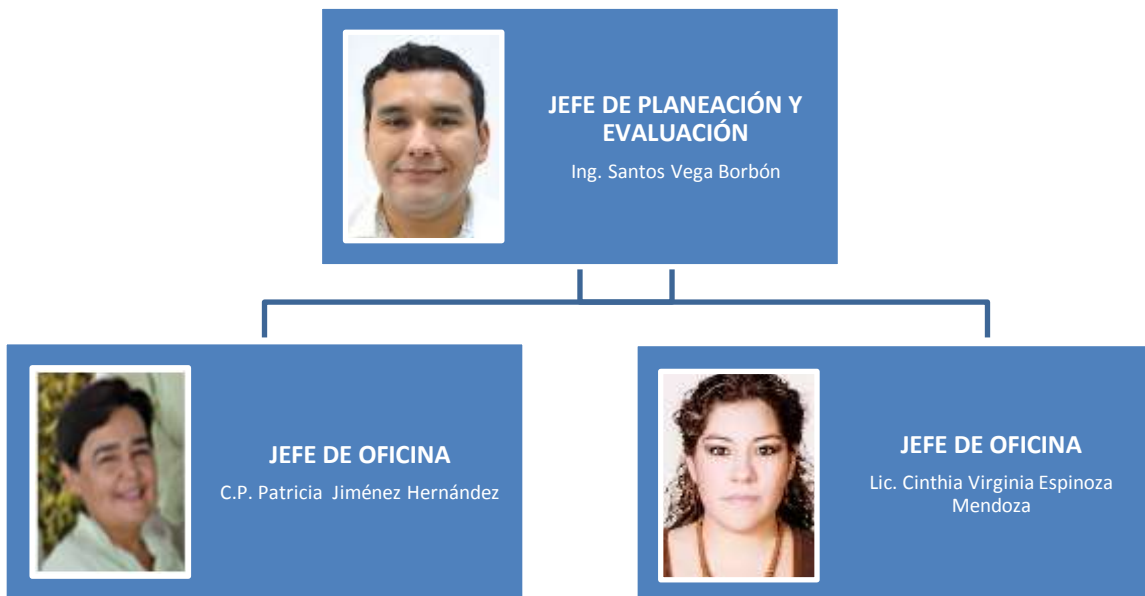 JEFE DE PLANEACIÓN Y
EVALUACIÓN
Ing. Santos Vega Borbón
JEFE DE OFICINA
C.P. Patricia Jiménez Hernández
JEFE DE OFICINA
Lic. Cinthia Virginia Espinoza
Mendoza